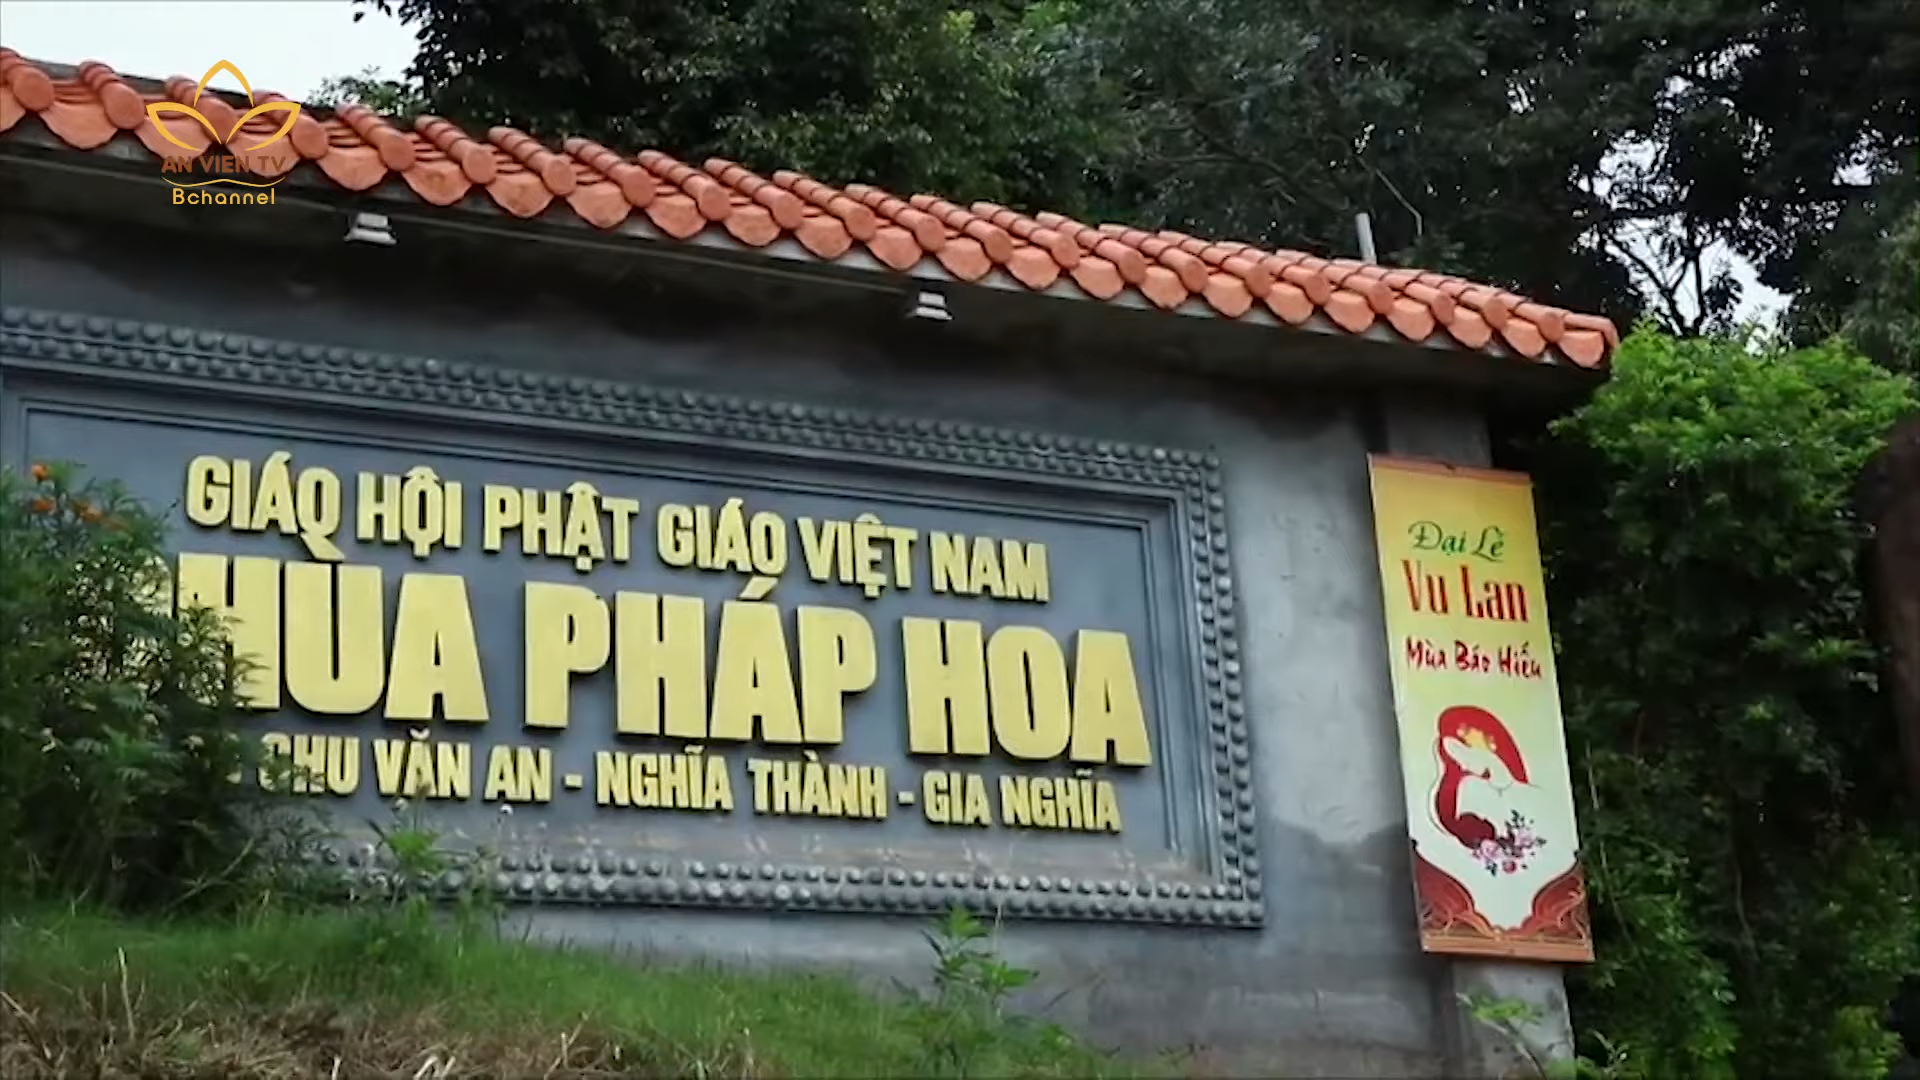 AN VIEN TV
Bchannel
GIÁO HỘI PHẬT GIÁO VIỆT NAM
CHÙA PHÁP HOA
CHU VĂN AN - NGHĨA THÀNH - GIA NGHĨA
Đại Lễ
Vu Lan
Mùa Báo Hiếu